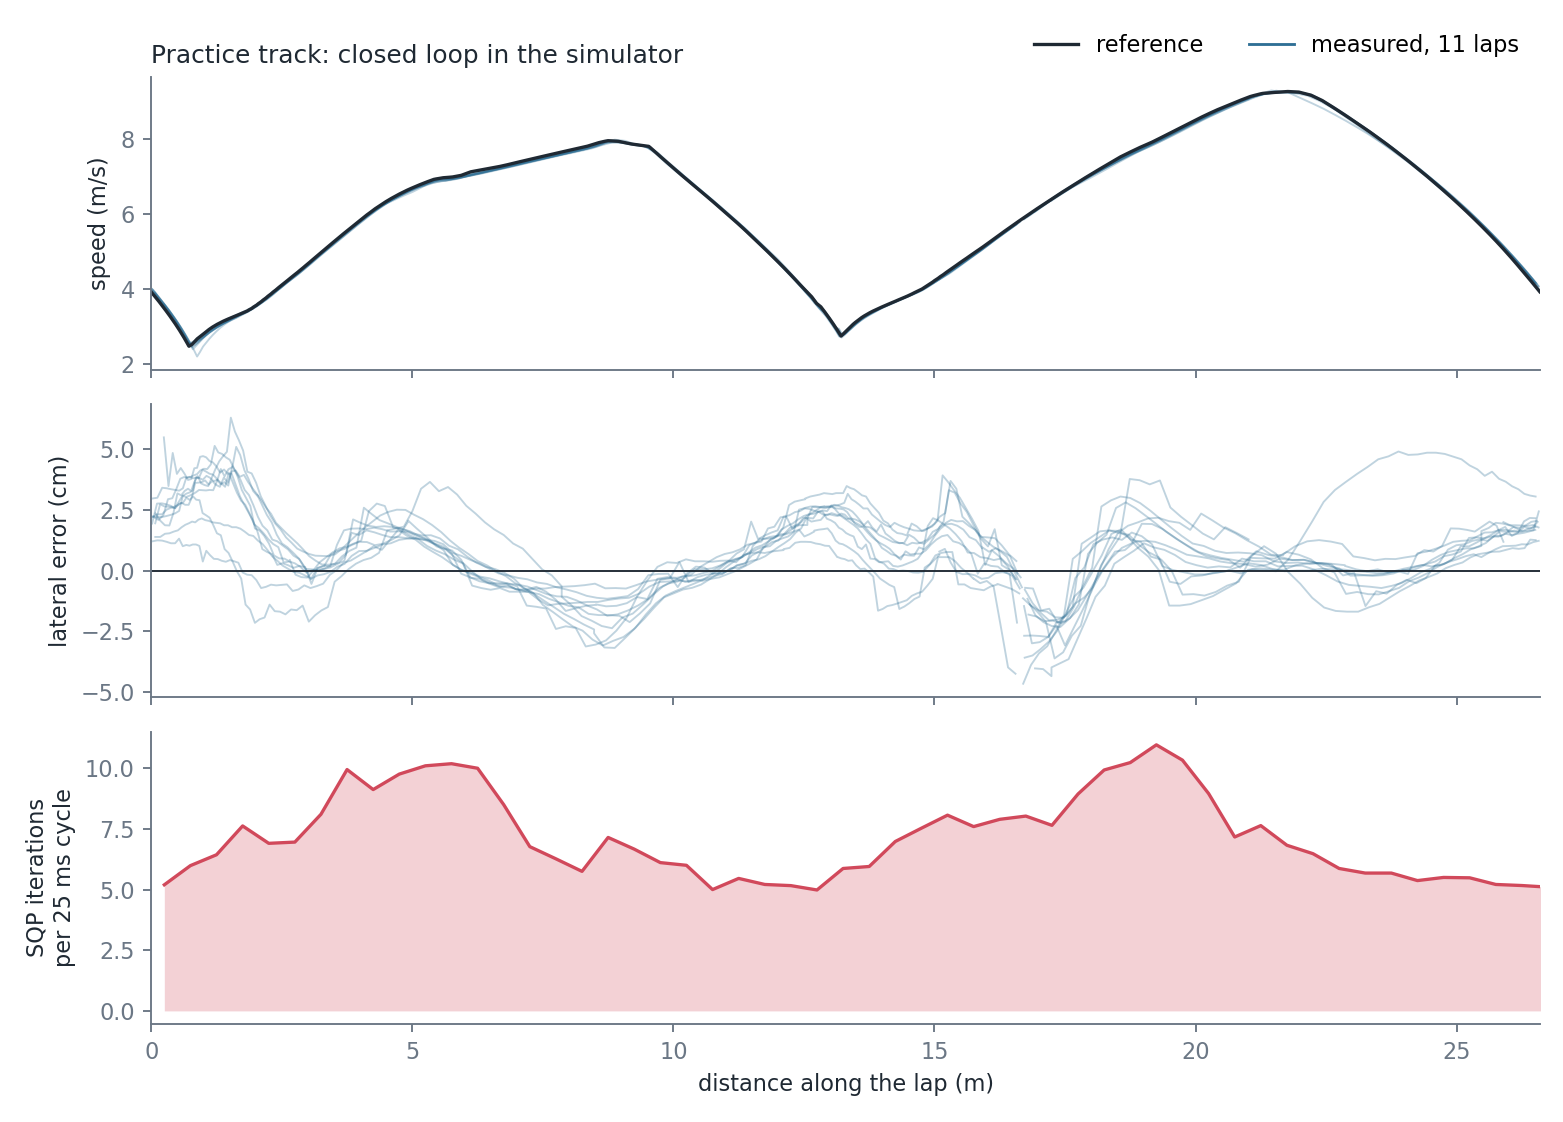 Practice track: closed loop in the simulator
reference
measured, 11 laps
speed (m/s)
8
6
4
2
lateral error (cm)
5.0
2.5
0.0
−2.5
−5.0
SQP iterations
per 25 ms cycle
10.0
7.5
5.0
2.5
0.0
0 5 10 15 20 25
distance along the lap (m)